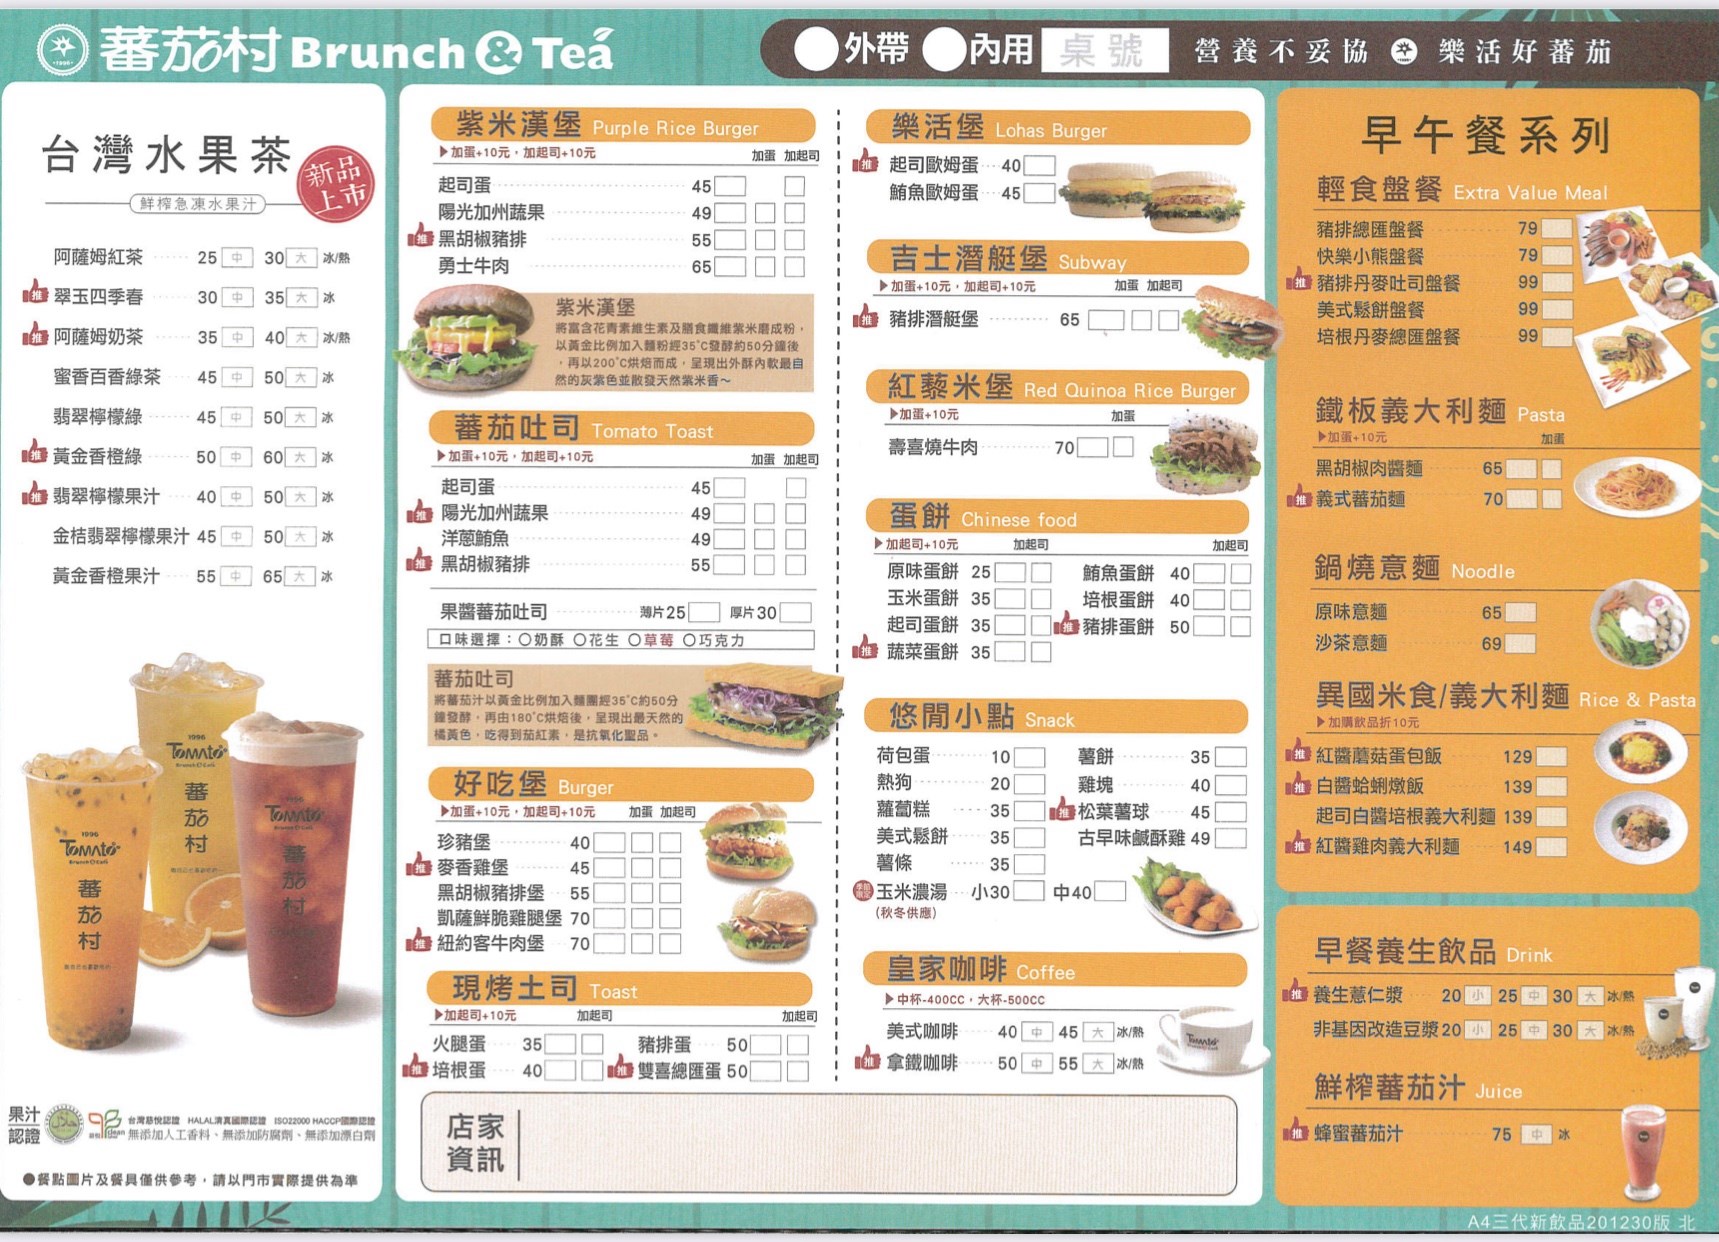 蕃茄村 Brunch & Tea
外帶 內用 桌號
營養不妥協 樂活好蕃茄
台灣水果茶
新品上市
鮮榨急凍水果汁
阿薩姆紅茶 25 中 30 大 冰/熱
推 翠玉四季春 30 中 35 大 冰
推 阿薩姆奶茶 35 中 40 大 冰/熱
蜜香百香綠茶 45 中 50 大 冰
翡翠檸檬綠 45 中 50 大 冰
推 黃金香橙綠 50 中 60 大 冰
推 翡翠檸檬果汁 40 中 50 大 冰
金桔翡翠檸檬果汁 45 中 50 大 冰
黃金香橙果汁 55 中 65 大 冰
1996
Tomato
Brunch & Café
蕃茄村
1996
Tomato
Brunch & Café
蕃茄村
1996
Tomato
Brunch & Café
蕃茄村
果汁認證
台灣慈悅認證 HALAL清真國際認證 ISO22000 HACCP國際認證
無添加人工香料、無添加防腐劑、無添加漂白劑
●餐點圖片及餐具僅供參考，請以門市實際提供為準
紫米漢堡 Purple Rice Burger
▶加蛋+10元，加起司+10元 加蛋 加起司
起司蛋 45
陽光加州蔬果 49
推 黑胡椒豬排 55
勇士牛肉 65
紫米漢堡
將富含花青素維生素及膳食纖維紫米磨成粉，
以黃金比例加入麵粉經35°C發酵約50分鐘後
，再以200°C烘焙而成，呈現出外酥內軟最自
然的灰紫色並散發天然紫米香～
蕃茄吐司 Tomato Toast
▶加蛋+10元，加起司+10元 加蛋 加起司
起司蛋 45
推 陽光加州蔬果 49
洋蔥鮪魚 49
推 黑胡椒豬排 55
果醬蕃茄吐司 薄片25 厚片30
口味選擇：○奶酥 ○花生 ○草莓 ○巧克力
蕃茄吐司
將蕃茄汁以黃金比例加入麵團經35°C約50分
鐘發酵，再由180°C烘焙後，呈現出最天然的
橘黃色，吃得到茄紅素，是抗氧化聖品。
好吃堡 Burger
▶加蛋+10元，加起司+10元 加蛋 加起司
珍豬堡 40
推 麥香雞堡 45
黑胡椒豬排堡 55
凱薩鮮脆雞腿堡 70
推 紐約客牛肉堡 70
現烤土司 Toast
▶加起司+10元 加起司 加起司
火腿蛋 35 豬排蛋 50
推 培根蛋 40 推 雙喜總匯蛋 50
樂活堡 Lohas Burger
推 起司歐姆蛋 40
鮪魚歐姆蛋 45
吉士潛艇堡 Subway
▶加蛋+10元，加起司+10元 加蛋 加起司
推 豬排潛艇堡 65
紅藜米堡 Red Quinoa Rice Burger
▶加蛋+10元 加蛋
壽喜燒牛肉 70
蛋餅 Chinese food
▶加起司+10元 加起司 加起司
原味蛋餅 25 鮪魚蛋餅 40
玉米蛋餅 35 培根蛋餅 40
起司蛋餅 35 推 豬排蛋餅 50
推 蔬菜蛋餅 35
悠閒小點 Snack
荷包蛋 10 薯餅 35
熱狗 20 雞塊 40
蘿蔔糕 35 推 松葉薯球 45
美式鬆餅 35 古早味鹹酥雞 49
薯條 35
季節限定 玉米濃湯 小30 中40
(秋冬供應)
皇家咖啡 Coffee
▶中杯-400CC，大杯-500CC
美式咖啡 40 中 45 大 冰/熱
推 拿鐵咖啡 50 中 55 大 冰/熱
Tomato
店家資訊
早午餐系列
輕食盤餐 Extra Value Meal
豬排總匯盤餐 79
快樂小熊盤餐 79
推 豬排丹麥吐司盤餐 99
美式鬆餅盤餐 99
培根丹麥總匯盤餐 99
鐵板義大利麵 Pasta
▶加蛋+10元 加蛋
黑胡椒肉醬麵 65
推 義式蕃茄麵 70
鍋燒意麵 Noodle
原味意麵 65
沙茶意麵 69
異國米食/義大利麵 Rice & Pasta
▶加購飲品折10元
推 紅醬蘑菇蛋包飯 129
推 白醬蛤蜊燉飯 139
起司白醬培根義大利麵 139
推 紅醬雞肉義大利麵 149
早餐養生飲品 Drink
推 養生薏仁漿 20 小 25 中 30 大 冰/熱
非基因改造豆漿 20 小 25 中 30 大 冰/熱
鮮榨蕃茄汁 Juice
推 蜂蜜蕃茄汁 75 中 冰
A4三代新飲品201230版 北